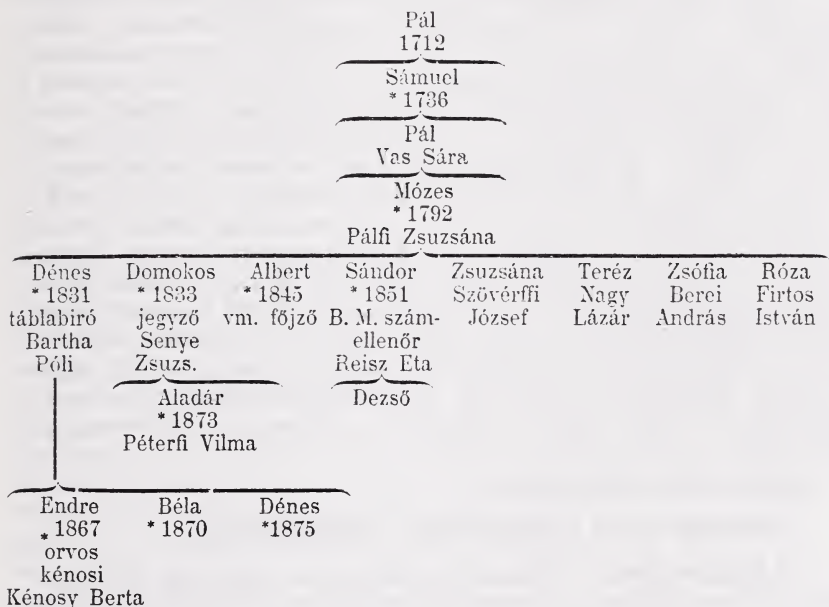 Pál
1712
Sámuel
* 1736
Pál
Vas Sára
Mózes
* 1792
Pálfi Zsuzsána
Dénes Domokos Albert Sándor Zsuzsána Teréz Zsófia Róza
* 1831 * 1833 * 1845 * 1851 Szövérffi Nagy Berei Firtos
táblabiró jegyző vm. főjző B. M. szám- József Lázár András István
Bartha Senye ellenőr
Póli Zsuzs. Reisz Eta
Aladár Dezső
* 1873
Péterfi Vilma
Endre Béla Dénes
* 1867 * 1870 *1875
orvos
kénosi
Kénosy Berta